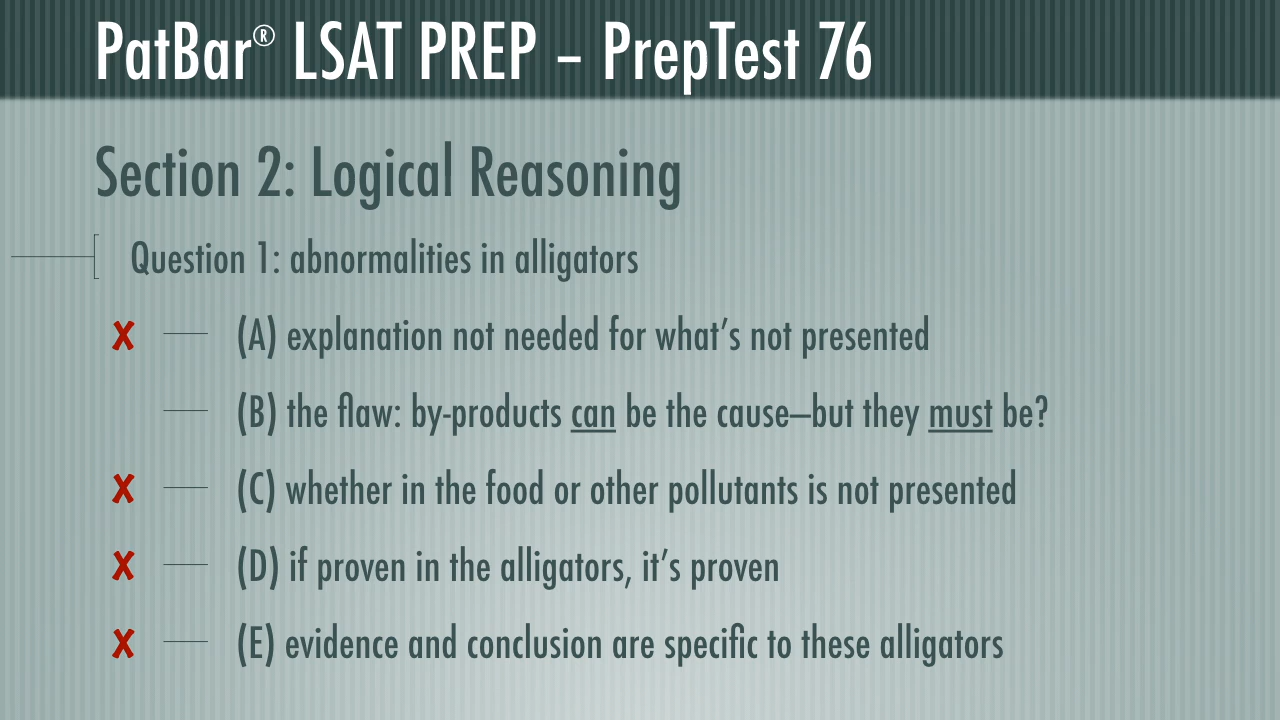 PatBar® LSAT PREP – PrepTest 76
Section 2: Logical Reasoning
Question 1: abnormalities in alligators
✘ (A) explanation not needed for what’s not presented
(B) the flaw: by-products can be the cause—but they must be?
✘ (C) whether in the food or other pollutants is not presented
✘ (D) if proven in the alligators, it’s proven
✘ (E) evidence and conclusion are specific to these alligators